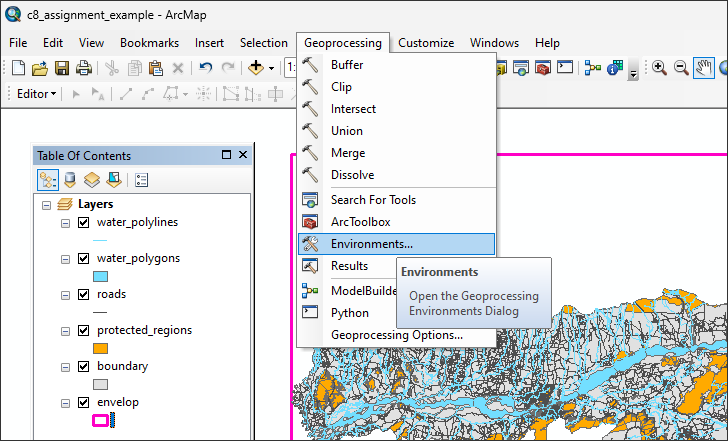 c8_assignment_example - ArcMap
File Edit View Bookmarks Insert Selection Geoprocessing Customize Windows Help
Editor
Buffer
Clip
Intersect
Union
Merge
Dissolve
Search For Tools
ArcToolbox
Environments...
Results
ModelBuilder
Python
Geoprocessing Options...
Environments
Open the Geoprocessing
Environments Dialog
Table Of Contents
Layers
water_polylines
water_polygons
roads
protected_regions
boundary
envelop